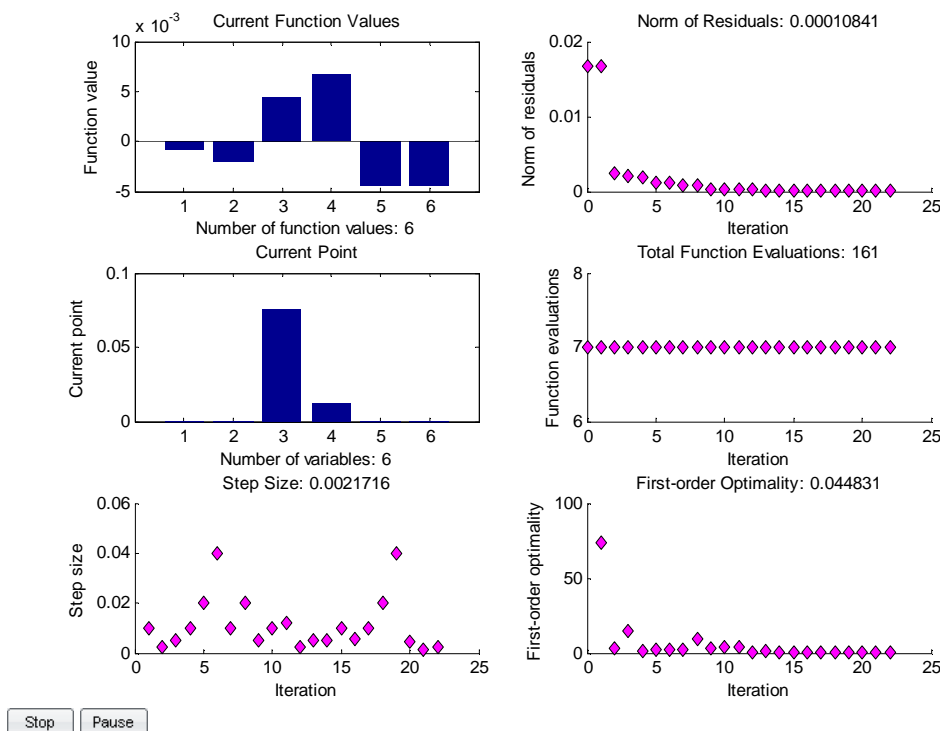 Current Function Values
x 10^-3
10
5
0
-5
Function value
1 2 3 4 5 6
Number of function values: 6
Norm of Residuals: 0.00010841
0.02
0.01
0
Norm of residuals
0 5 10 15 20 25
Iteration
Current Point
0.1
0.05
0
Current point
1 2 3 4 5 6
Number of variables: 6
Total Function Evaluations: 161
8
7
6
Function evaluations
0 5 10 15 20 25
Iteration
Step Size: 0.0021716
0.06
0.04
0.02
0
Step size
0 5 10 15 20 25
Iteration
First-order Optimality: 0.044831
100
50
0
First-order optimality
0 5 10 15 20 25
Iteration
Stop
Pause